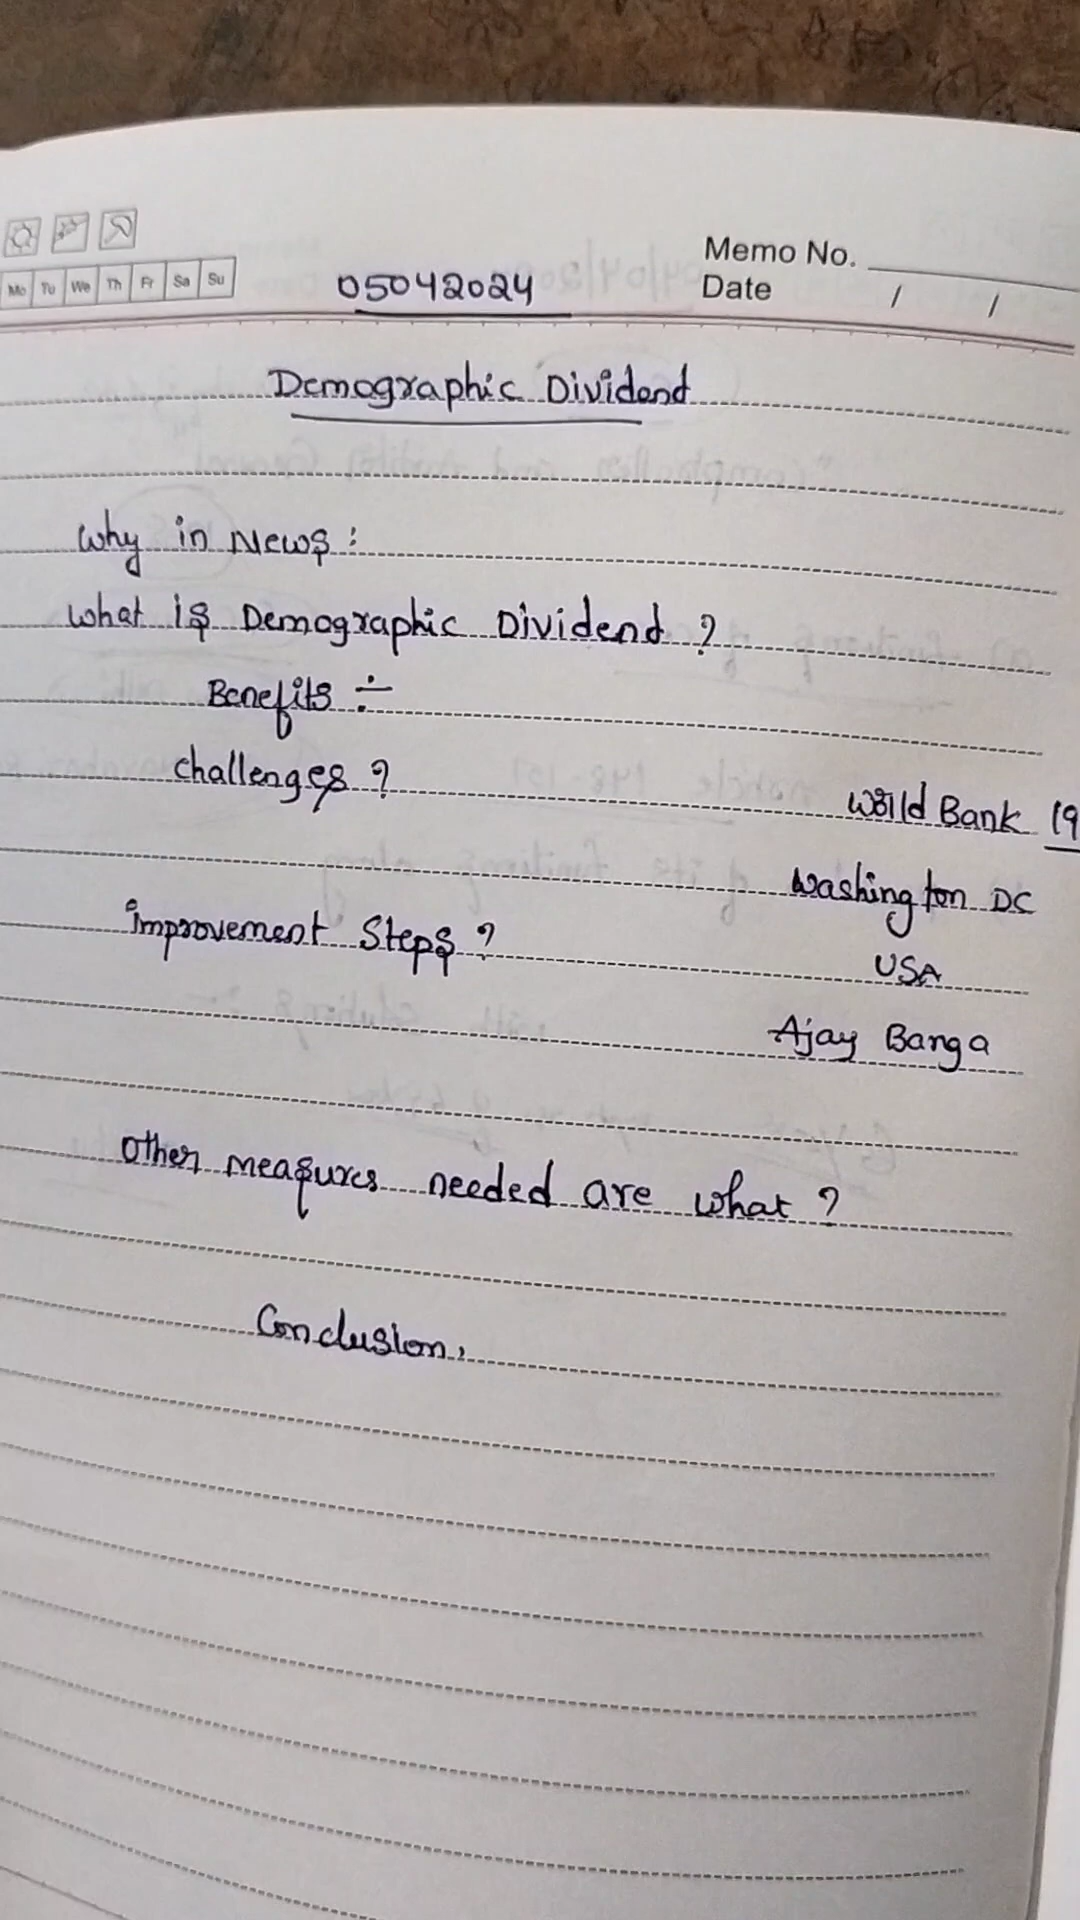 Memo No.
Mo Tu We Th Fr Sa Su
05042024
Date / /
Demographic Dividend
Why in News:
What is Demographic Dividend ?
Benefits ÷
challenges ?
World Bank 19
Washington DC
Improvement Steps ?
USA
Ajay Banga
Other measures needed are what ?
Conclusion,